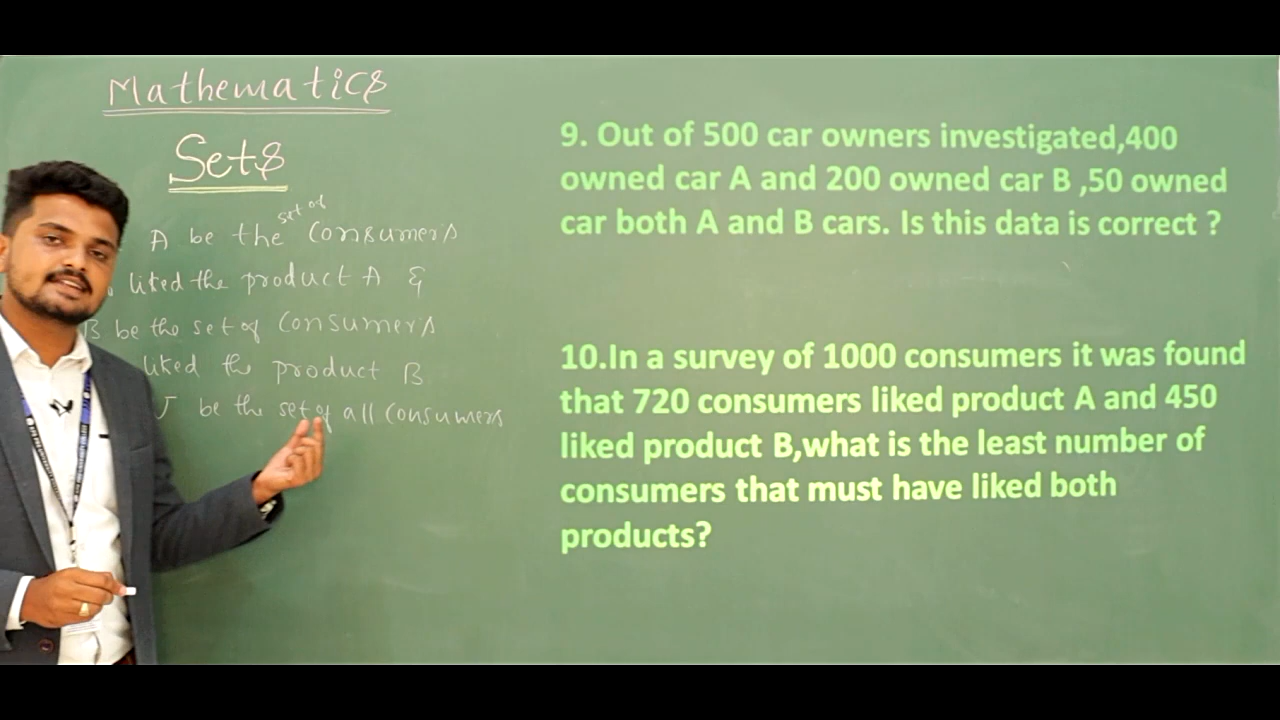 Mathematics
Sets
A be the set of consumers
liked the product A &
B be the set of consumers
liked the product B
be the set of all consumers
9. Out of 500 car owners investigated,400
owned car A and 200 owned car B ,50 owned
car both A and B cars. Is this data is correct ?
10.In a survey of 1000 consumers it was found
that 720 consumers liked product A and 450
liked product B,what is the least number of
consumers that must have liked both
products?